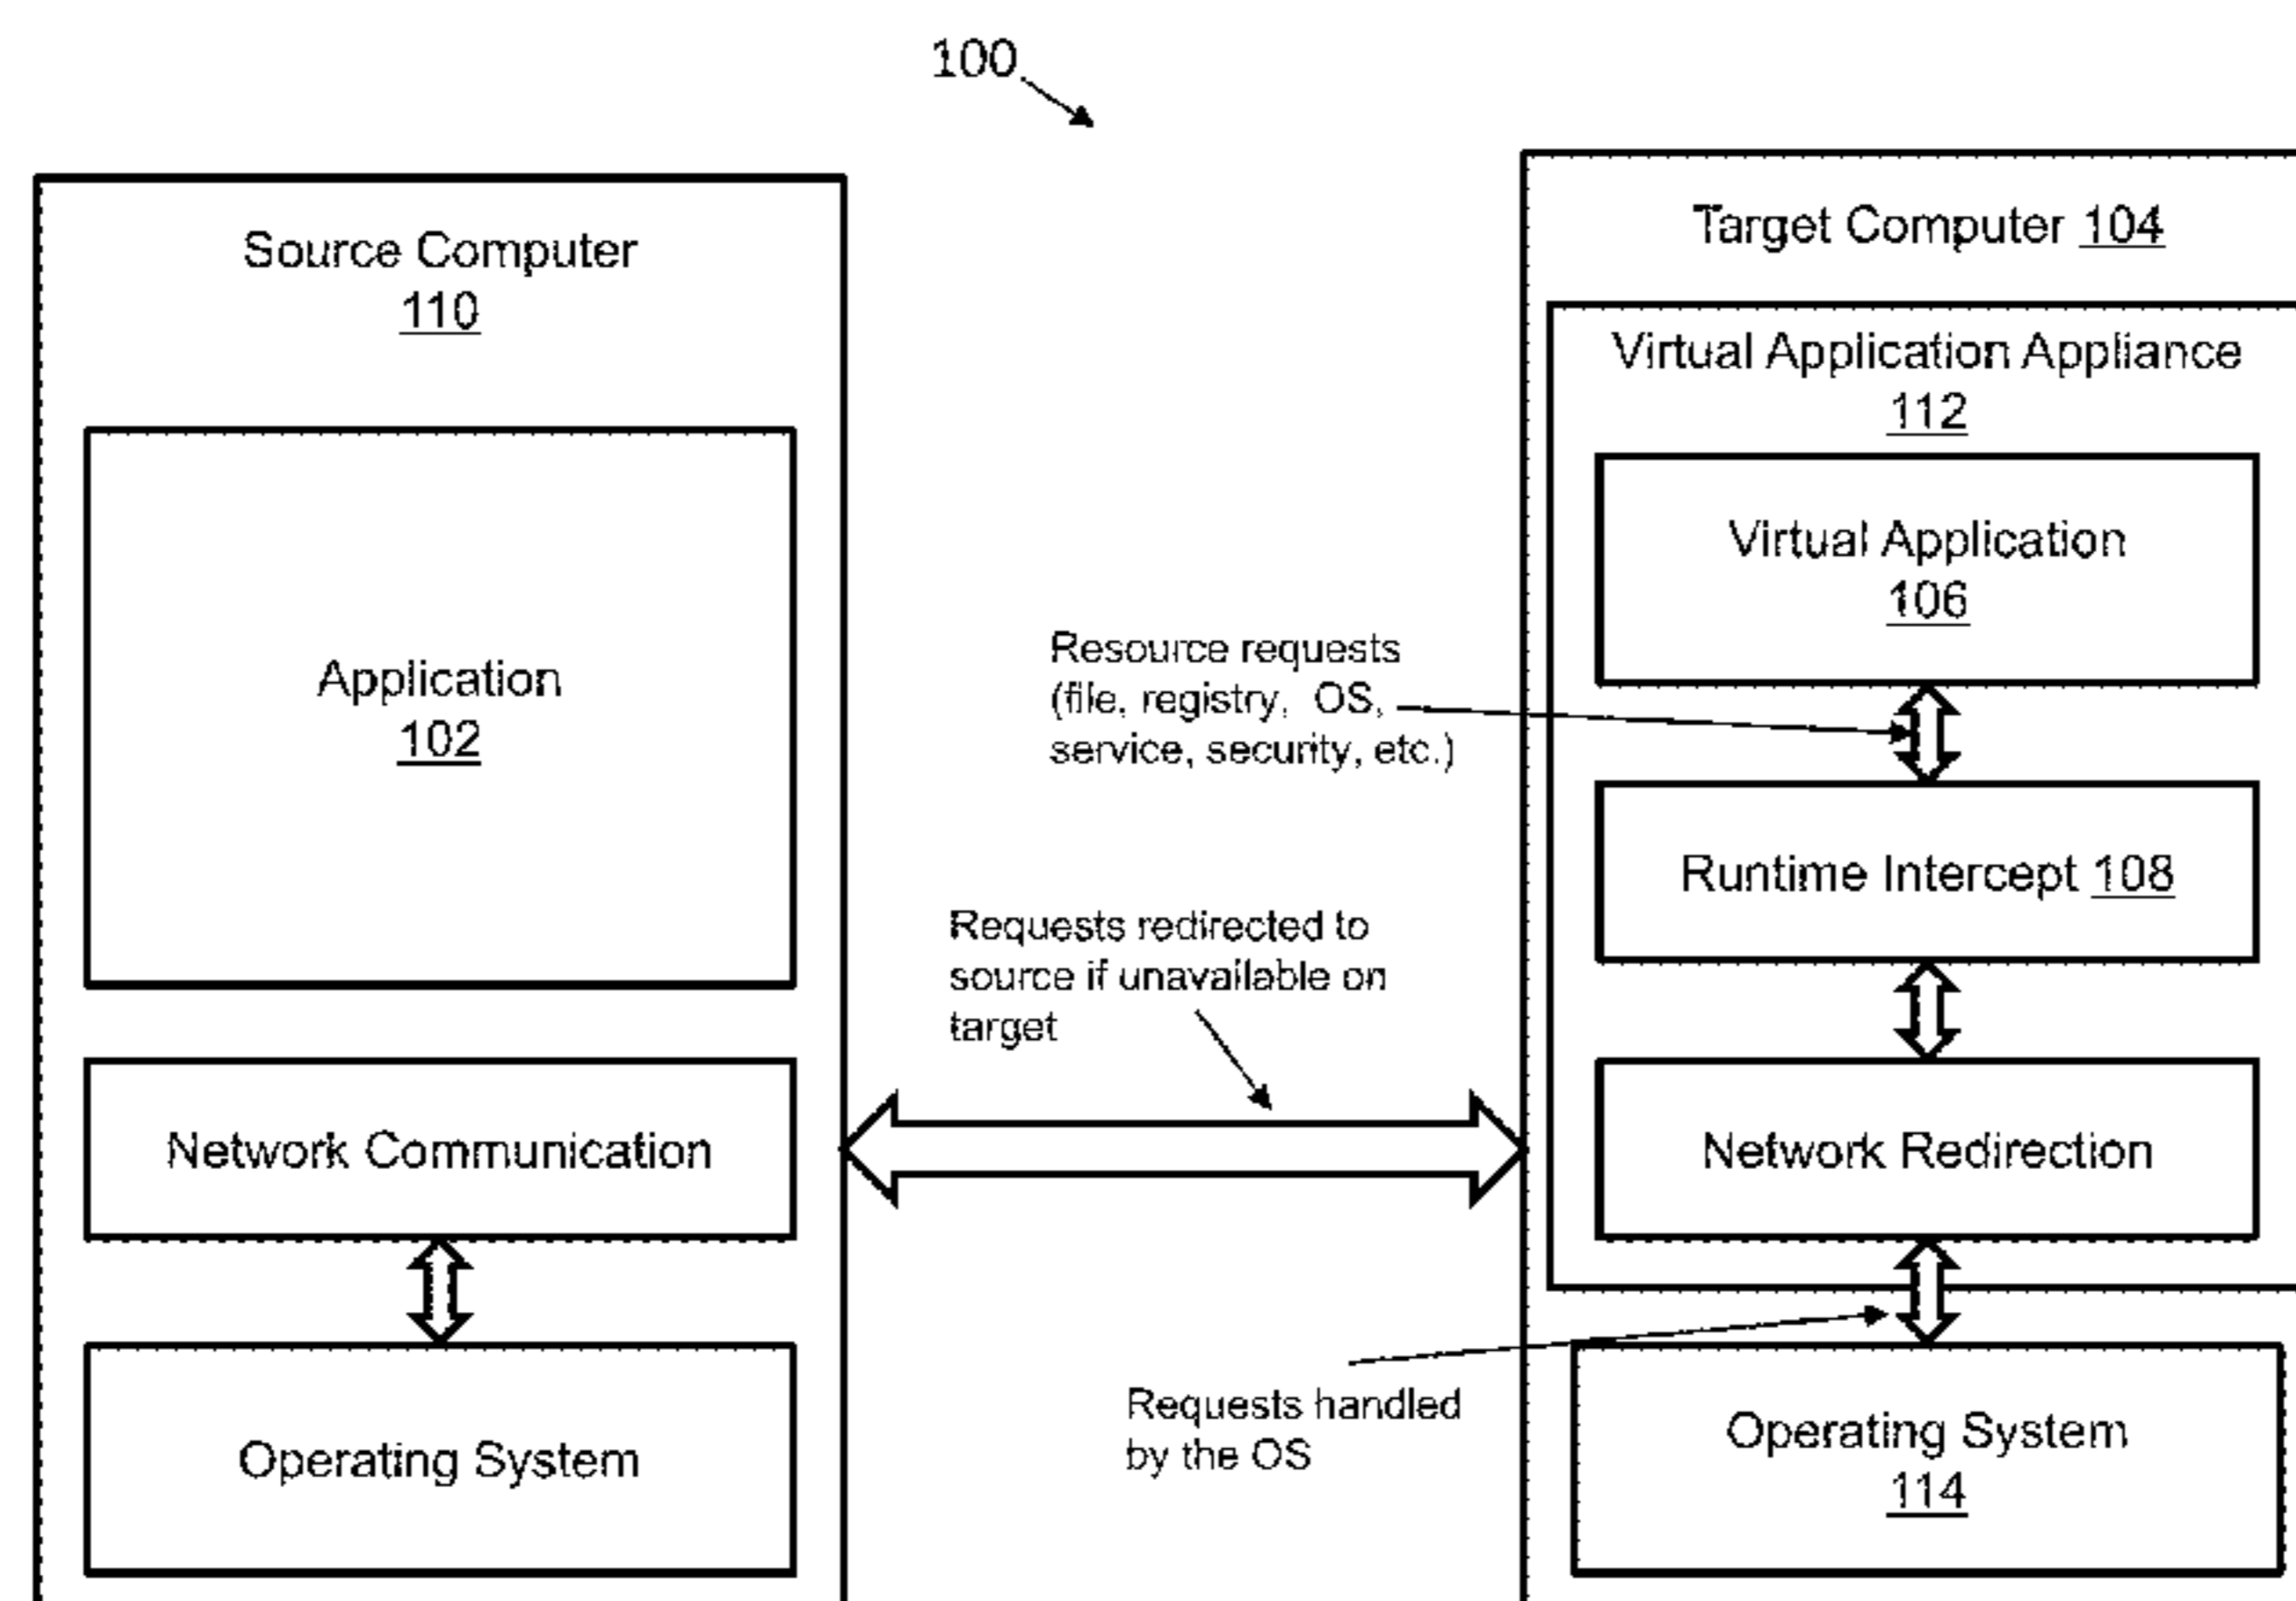 100
Source Computer
110
Application
102
Network Communication
Operating System
Resource requests
(file, registry, OS,
service, security, etc.)
Requests redirected to
source if unavailable on
target
Requests handled
by the OS
Target Computer 104
Virtual Application Appliance
112
Virtual Application
106
Runtime Intercept 108
Network Redirection
Operating System
114